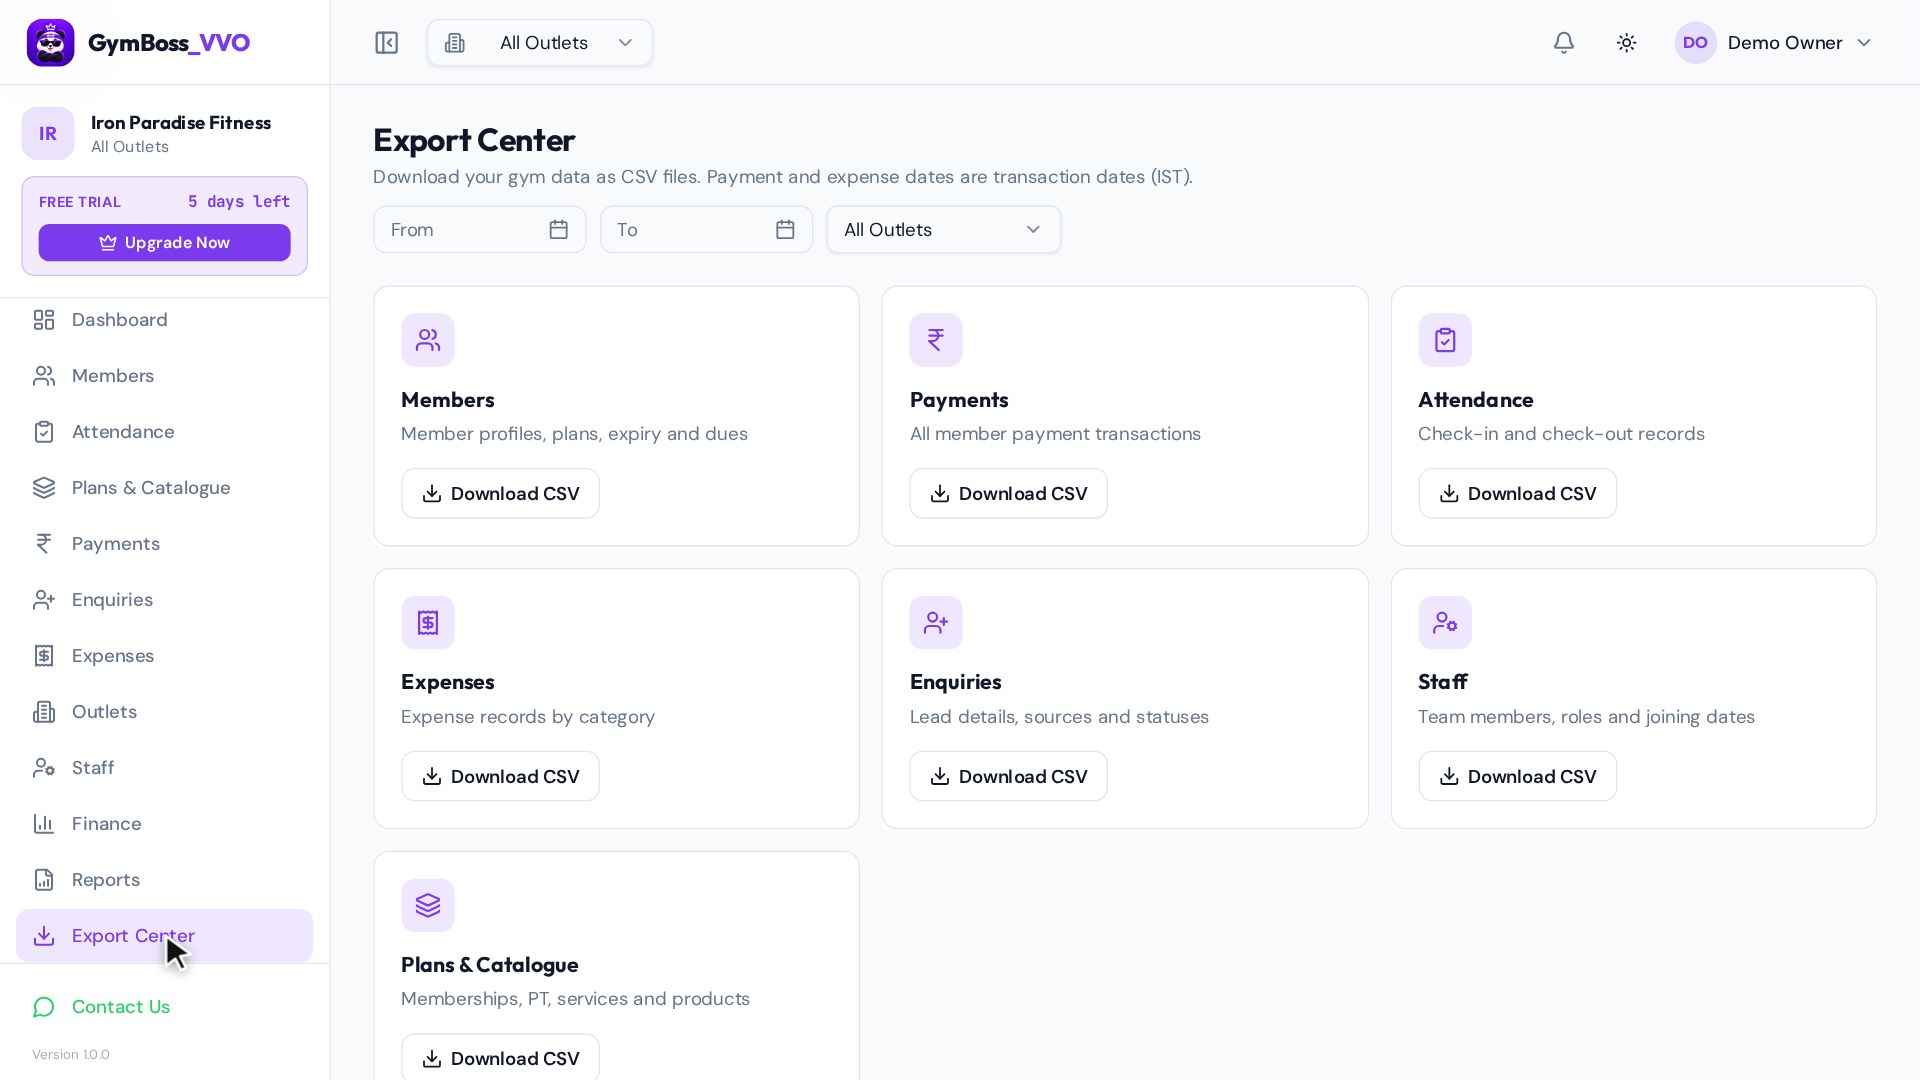 GymBoss_VVO
All Outlets
DO
Demo Owner
IR
Iron Paradise Fitness
All Outlets
FREE TRIAL
5 days left
Upgrade Now
Dashboard
Members
Attendance
Plans & Catalogue
Payments
Enquiries
Expenses
Outlets
Staff
Finance
Reports
Export Center
Contact Us
Version 1.0.0
Export Center
Download your gym data as CSV files. Payment and expense dates are transaction dates (IST).
From
To
All Outlets
Members
Member profiles, plans, expiry and dues
Download CSV
Payments
All member payment transactions
Download CSV
Attendance
Check-in and check-out records
Download CSV
Expenses
Expense records by category
Download CSV
Enquiries
Lead details, sources and statuses
Download CSV
Staff
Team members, roles and joining dates
Download CSV
Plans & Catalogue
Memberships, PT, services and products
Download CSV